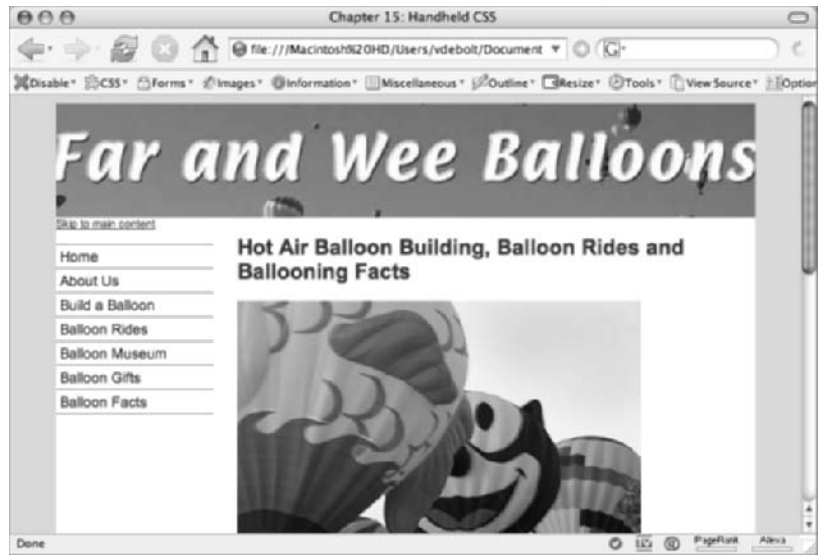 Chapter 15: Handheld CSS
file:///Macintosh%20HD/Users/vdebolt/Document
G
Disable CSS Forms Images Information Miscellaneous Outline Resize Tools View Source Option
Far and Wee Balloons
Skip to main content
Hot Air Balloon Building, Balloon Rides and
Ballooning Facts
Home
About Us
Build a Balloon
Balloon Rides
Balloon Museum
Balloon Gifts
Balloon Facts
Done
PageRank Alexa